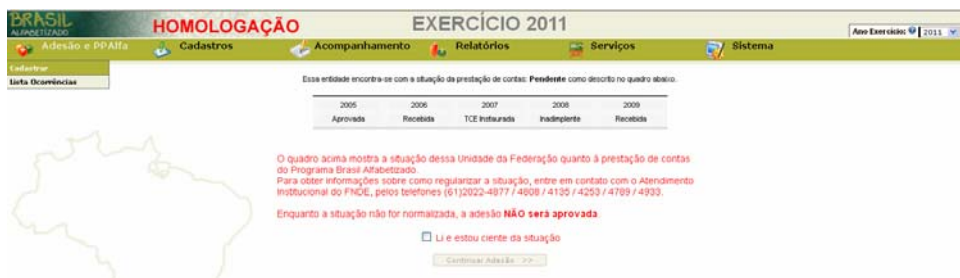 BRASIL
ALFABETIZADO
HOMOLOGAÇÃO
EXERCÍCIO 2011
Ano Exercício: 2011
Adesão e PPAlfa
Cadastros
Acompanhamento
Relatórios
Serviços
Sistema
Cadastrar
Lista Ocorrências
Essa entidade encontra-se com a situação da prestação de contas: Pendente como descrito no quadro abaixo.
2005 2006 2007 2008 2009
Aprovada Recebida TCE Instaurada Inadimplente Recebida
O quadro acima mostra a situação dessa Unidade da Federação quanto à prestação de contas
do Programa Brasil Alfabetizado.
Para obter informações sobre como regularizar a situação, entre em contato com o Atendimento
Institucional do FNDE, pelos telefones (61)2022-4877 / 4808 / 4135 / 4253 / 4789 / 4933.
Enquanto a situação não for normalizada, a adesão NÃO será aprovada.
Li e estou ciente da situação
Continuar Adesão >>